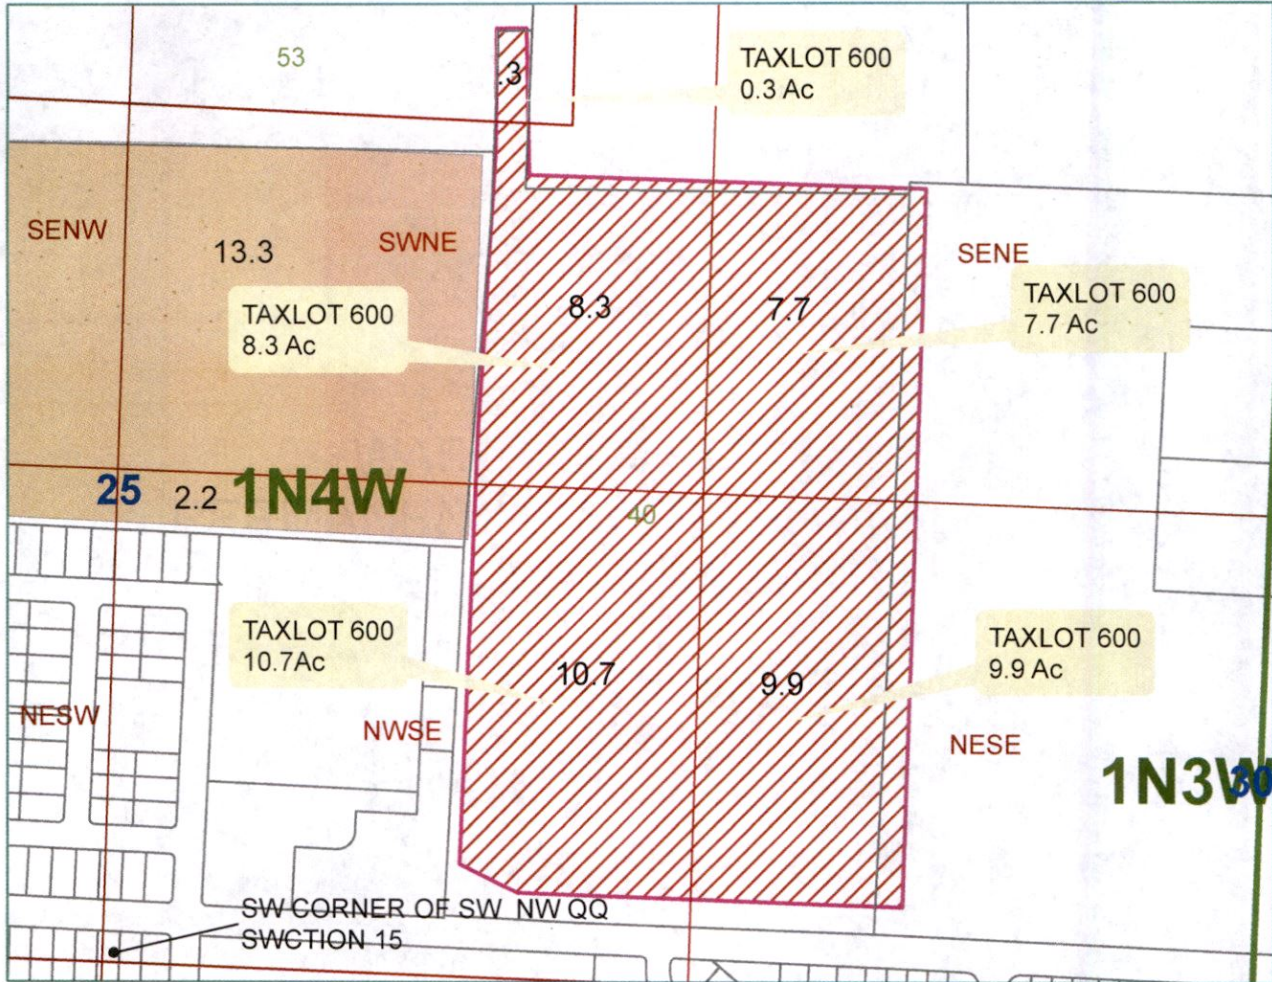 53
.3
TAXLOT 600
0.3 Ac
SENW
13.3
SWNE
SENE
TAXLOT 600
8.3 Ac
8.3
7.7
TAXLOT 600
7.7 Ac
25
2.2
1N4W
40
TAXLOT 600
10.7Ac
10.7
9.9
TAXLOT 600
9.9 Ac
NESW
NWSE
NESE
1N3W
30
SW CORNER OF SW NW QQ
SWCTION 15